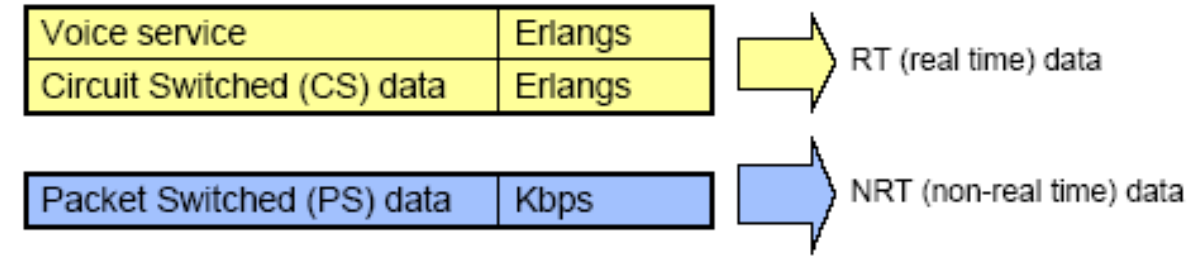 Voice service Erlangs
Circuit Switched (CS) data Erlangs
RT (real time) data
Packet Switched (PS) data Kbps
NRT (non-real time) data